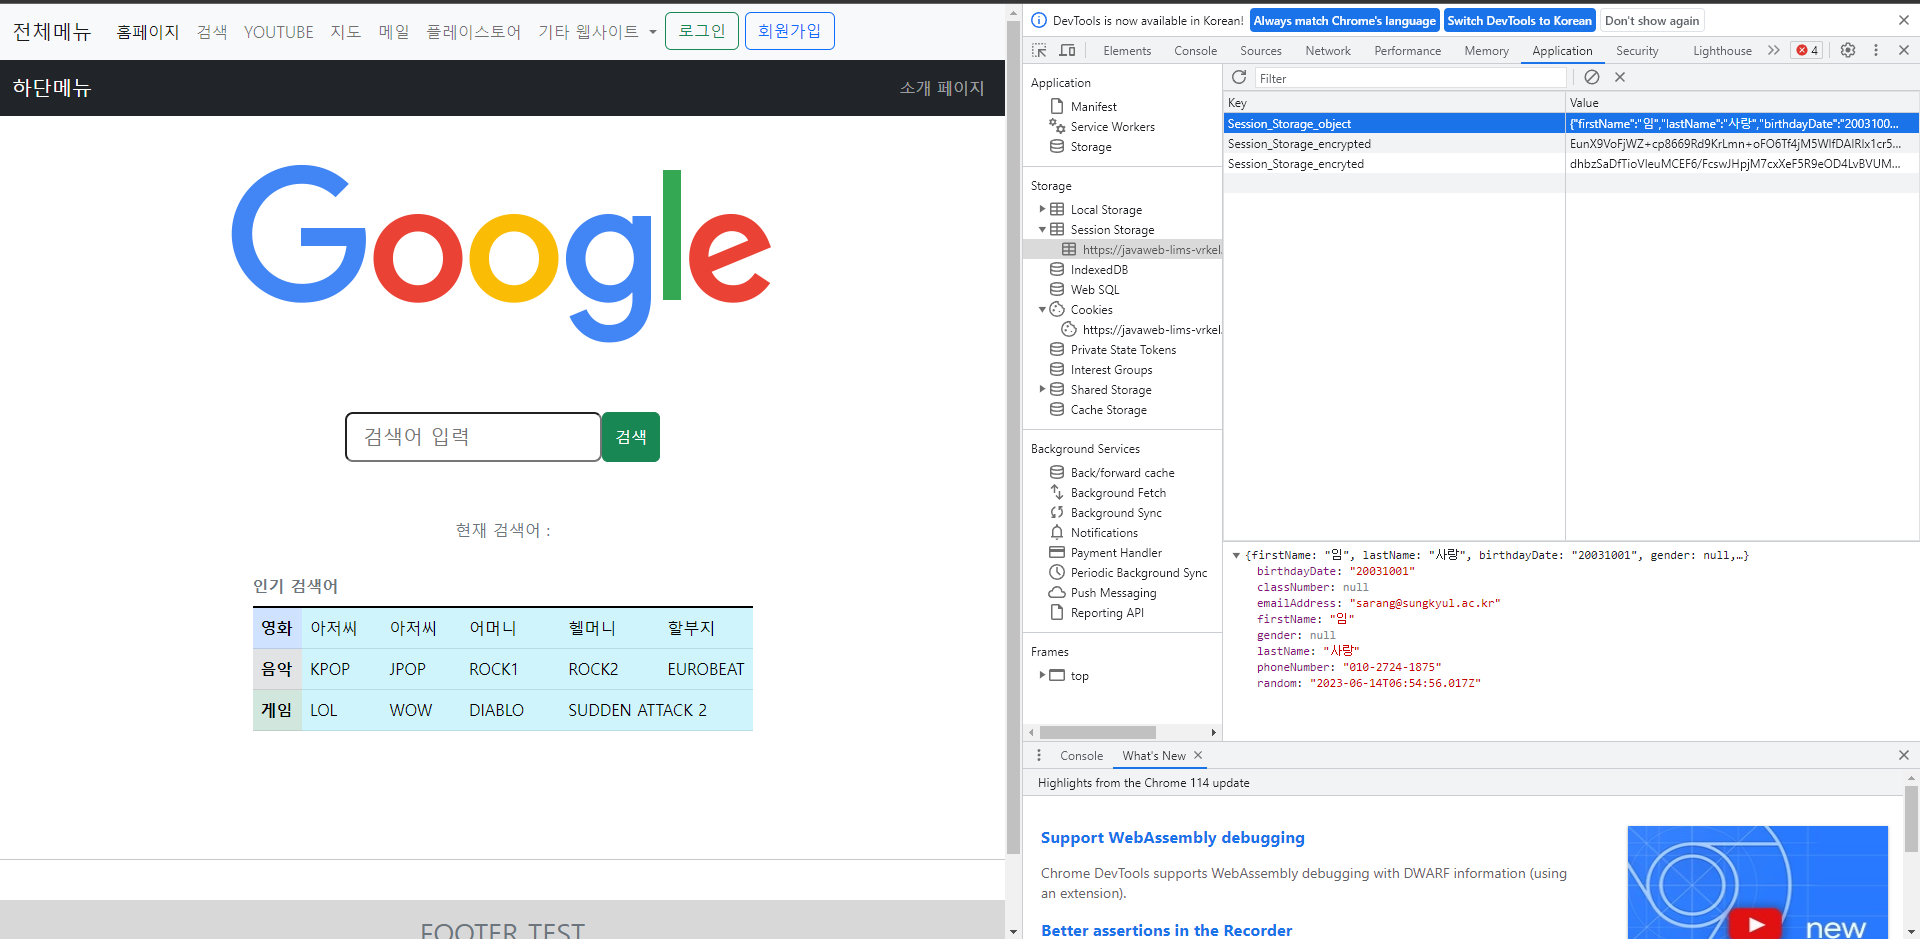 전체메뉴 홈페이지 검색 YOUTUBE 지도 메일 플레이스토어 기타 웹사이트 로그인 회원가입
하단메뉴 소개 페이지
Google
검색어 입력 검색
현재 검색어 :
인기 검색어
영화 아저씨 아저씨 어머니 헬머니 할부지
음악 KPOP JPOP ROCK1 ROCK2 EUROBEAT
게임 LOL WOW DIABLO SUDDEN ATTACK 2
FOOTER TEST
DevTools is now available in Korean! Always match Chrome's language Switch DevTools to Korean Don't show again
Elements Console Sources Network Performance Memory Application Security Lighthouse 4
Application
Manifest
Service Workers
Storage
Storage
Local Storage
Session Storage
https://javaweb-lims-vrkel.
IndexedDB
Web SQL
Cookies
https://javaweb-lims-vrkel.
Private State Tokens
Interest Groups
Shared Storage
Cache Storage
Background Services
Back/forward cache
Background Fetch
Background Sync
Notifications
Payment Handler
Periodic Background Sync
Push Messaging
Reporting API
Frames
top
Filter
Key Value
Session_Storage_object {"firstName":"임","lastName":"사랑","birthdayDate":"2003100...
Session_Storage_encrypted EunX9VoFjWZ+cp8669Rd9KrLmn+oFO6Tf4jM5WlfDAlRlx1cr5...
Session_Storage_encryted dhbzSaDfTioVleuMCEF6/FcswJHpjM7cxXeF5R9eOD4LvBVUM...
{firstName: "임", lastName: "사랑", birthdayDate: "20031001", gender: null,…}
birthdayDate: "20031001"
classNumber: null
emailAddress: "sarang@sungkyul.ac.kr"
firstName: "임"
gender: null
lastName: "사랑"
phoneNumber: "010-2724-1875"
random: "2023-06-14T06:54:56.017Z"
Console What's New
Highlights from the Chrome 114 update
Support WebAssembly debugging
Chrome DevTools supports WebAssembly debugging with DWARF information (using
an extension).
Better assertions in the Recorder
new